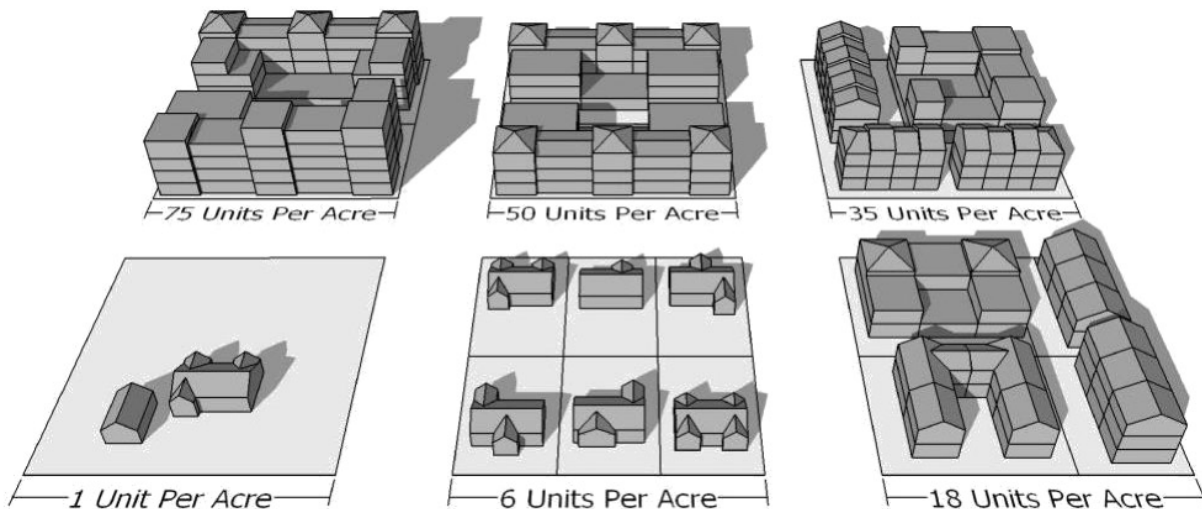 75 Units Per Acre
50 Units Per Acre
35 Units Per Acre
1 Unit Per Acre
6 Units Per Acre
18 Units Per Acre